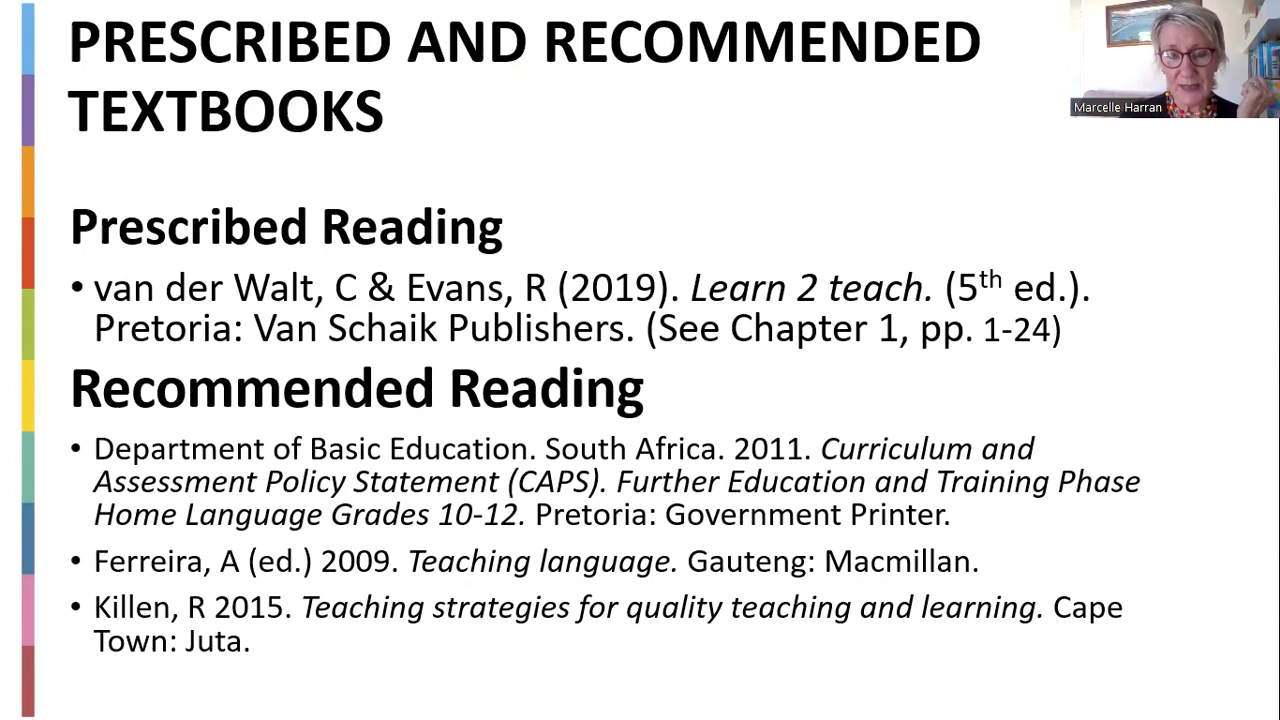 PRESCRIBED AND RECOMMENDED
TEXTBOOKS
Marcelle Harran
Prescribed Reading
• van der Walt, C & Evans, R (2019). Learn 2 teach. (5th ed.).
Pretoria: Van Schaik Publishers. (See Chapter 1, pp. 1-24)
Recommended Reading
• Department of Basic Education. South Africa. 2011. Curriculum and
Assessment Policy Statement (CAPS). Further Education and Training Phase
Home Language Grades 10-12. Pretoria: Government Printer.
• Ferreira, A (ed.) 2009. Teaching language. Gauteng: Macmillan.
• Killen, R 2015. Teaching strategies for quality teaching and learning. Cape
Town: Juta.